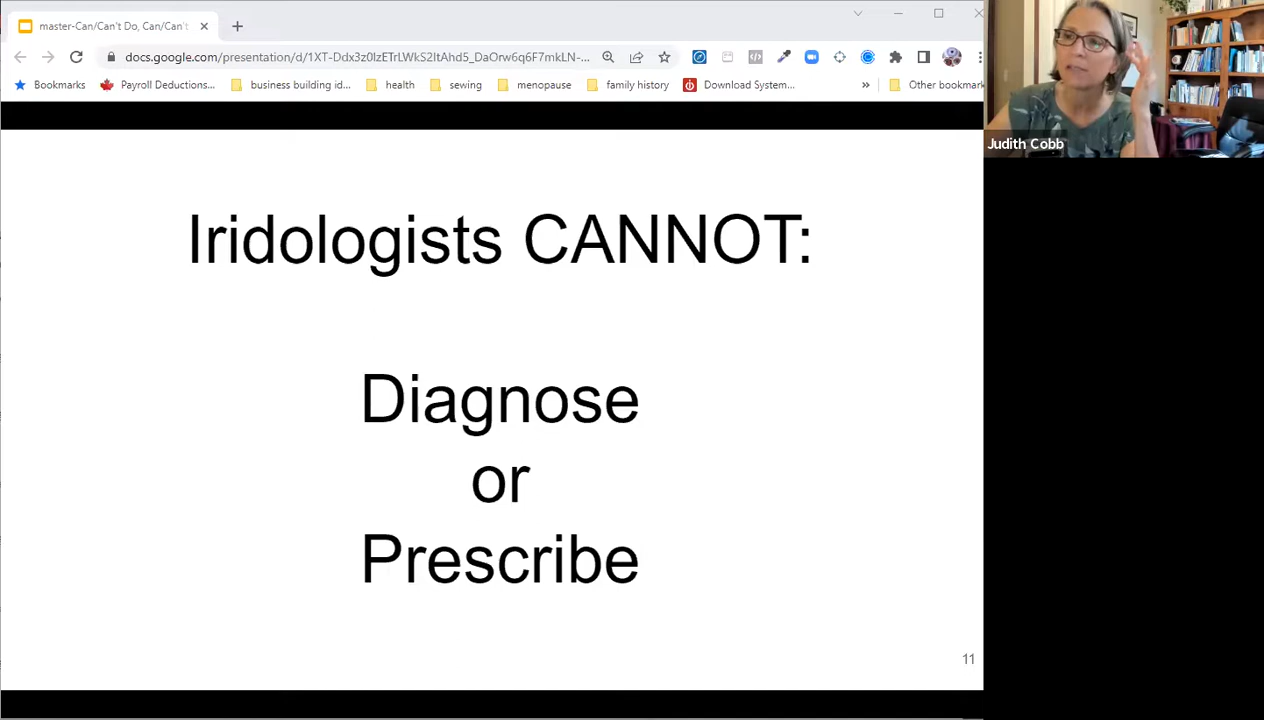 master-Can/Can't Do, Can/Can't
docs.google.com/presentation/d/1XT-Ddx3z0lzETrLWkS2ltAhd5_DaOrw6q6F7mkLN-...
Bookmarks Payroll Deductions... business building id... health sewing menopause family history Download System... » Other bookmark
Judith Cobb
Iridologists CANNOT:
Diagnose
or
Prescribe
11